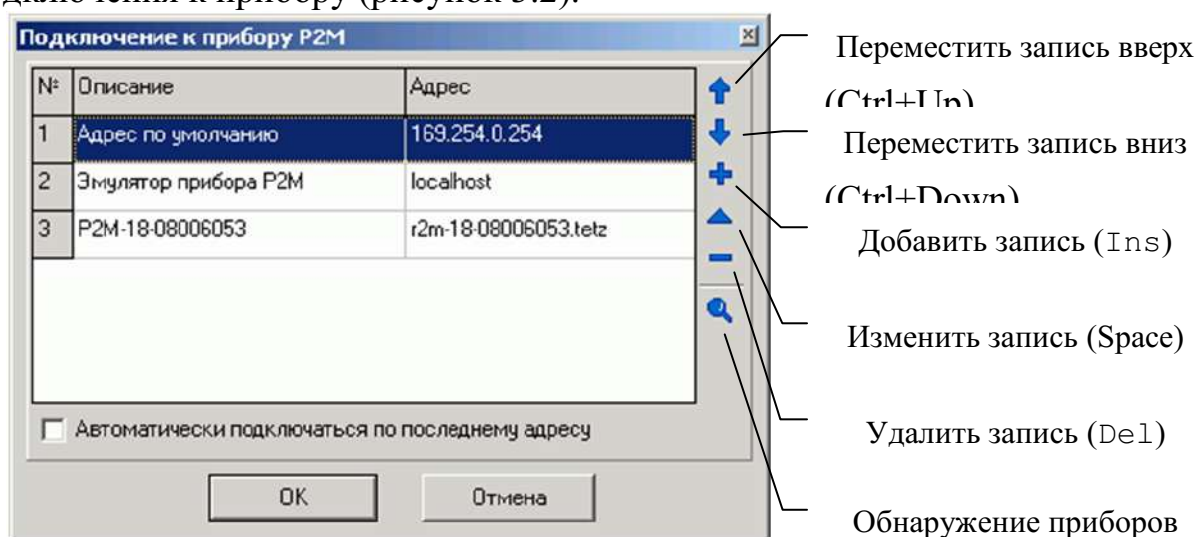 дключения к прибору (рисунок 3.2).
Подключение к прибору Р2М
№ Описание Адрес
1 Адрес по умолчанию 169.254.0.254
2 Эмулятор прибора Р2М localhost
3 Р2М-18-08006053 r2m-18-08006053.tetz
Автоматически подключаться по последнему адресу
OK Отмена
Переместить запись вверх
(Ctrl+Up)
Переместить запись вниз
(Ctrl+Down)
Добавить запись (Ins)
Изменить запись (Space)
Удалить запись (Del)
Обнаружение приборов